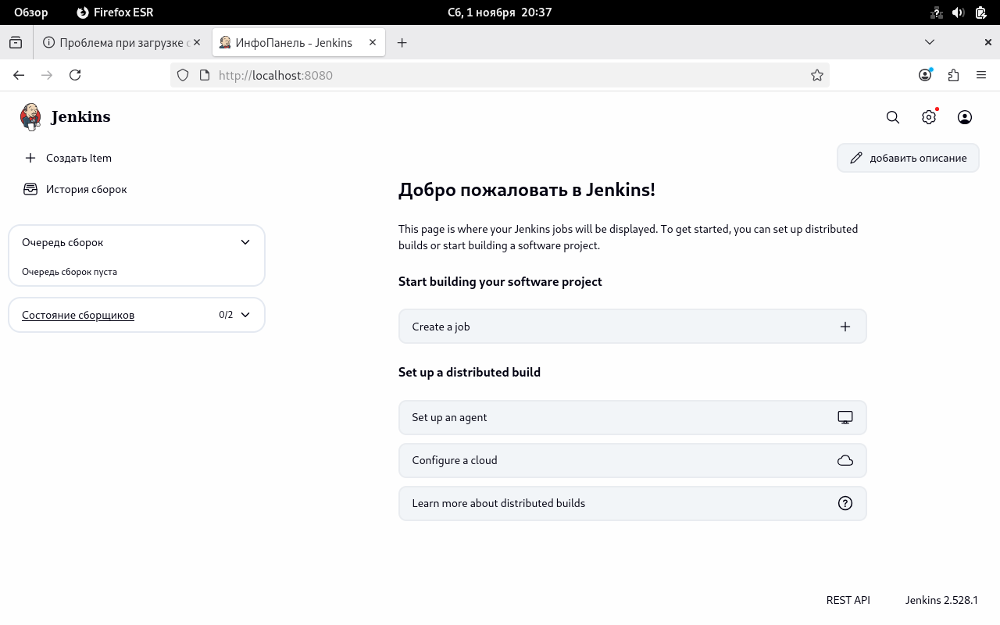 Обзор
Firefox ESR
Сб, 1 ноября 20:37
Проблема при загрузке
ИнфоПанель - Jenkins
http://localhost:8080
Jenkins
Создать Item
добавить описание
История сборок
Добро пожаловать в Jenkins!
This page is where your Jenkins jobs will be displayed. To get started, you can set up distributed
builds or start building a software project.
Очередь сборок
Очередь сборок пуста
Start building your software project
Состояние сборщиков 0/2
Create a job
Set up a distributed build
Set up an agent
Configure a cloud
Learn more about distributed builds
REST API
Jenkins 2.528.1